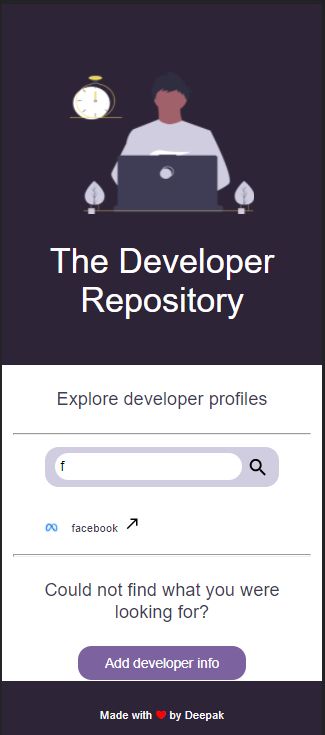 The Developer
Repository
Explore developer profiles
f
facebook
Could not find what you were
looking for?
Add developer info
Made with ❤ by Deepak